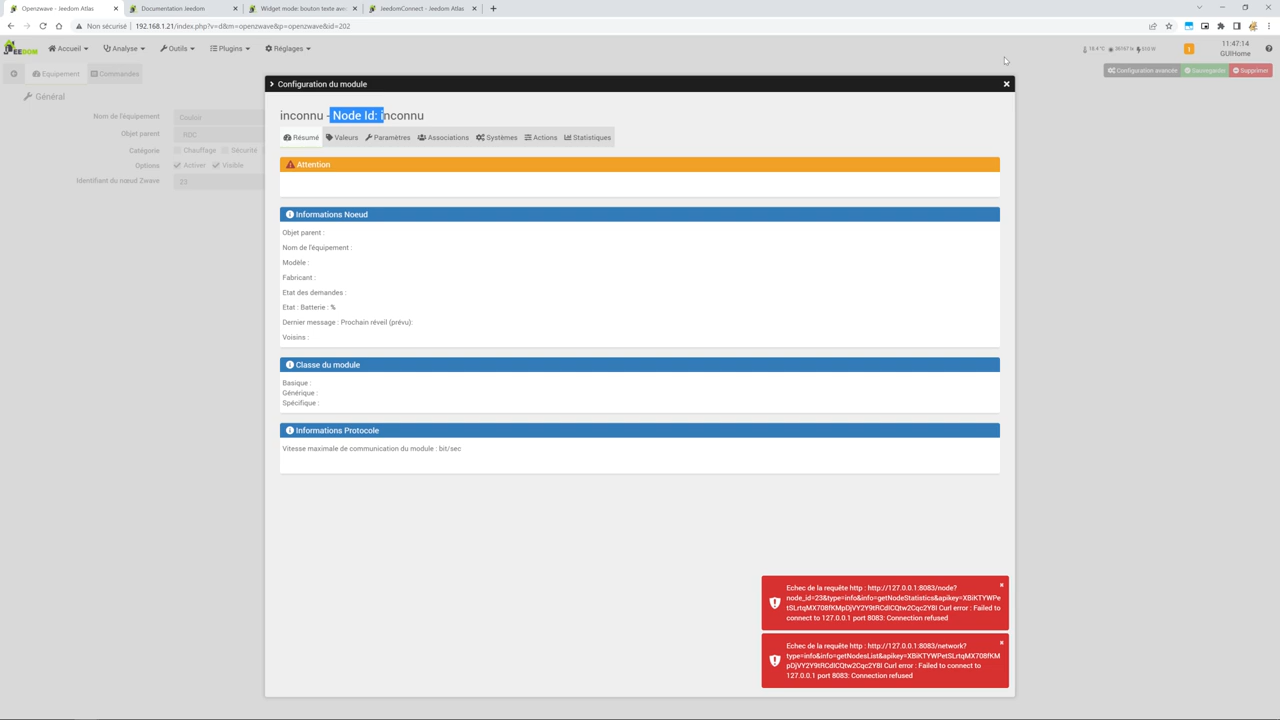 Openzwave - Jeedom Atlas
Documentation Jeedom
Widget mode: bouton texte ave
JeedomConnect - Jeedom Atlas
Non sécurisé
192.168.1.21/index.php?v=d&m=openzwave&p=openzwave&id=202
JEEDOM
Accueil
Analyse
Outils
Plugins
Réglages
1
11:47:14
GUIHome
Equipement
Commandes
Configuration avancée
Sauvegarder
Supprimer
Général
Nom de l'équipement
Couloir
Objet parent
RDC
Catégorie
Chauffage
Sécurité
Options
Activer
Visible
Identifiant du nœud Zwave
23
Configuration du module
inconnu - Node Id: inconnu
Résumé
Valeurs
Paramètres
Associations
Systèmes
Actions
Statistiques
Attention
Informations Noeud
Objet parent :
Nom de l'équipement :
Modèle :
Fabricant :
Etat des demandes :
Etat : Batterie : %
Dernier message : Prochain réveil (prévu):
Voisins :
Classe du module
Basique :
Générique :
Spécifique :
Informations Protocole
Vitesse maximale de communication du module : bit/sec
Echec de la requête http : http://127.0.0.1:8083/node?
node_id=23&type=info&info=getNodeStatistics&apikey=XBiKTYWPe
tSLrtqMX708fKMpDjVY2Y9tRCdICQtw2Cqc2Y8I Curl error : Failed to
connect to 127.0.0.1 port 8083: Connection refused
Echec de la requête http : http://127.0.0.1:8083/network?
type=info&info=getNodesList&apikey=XBiKTYWPetSLrtqMX708fKM
pDjVY2Y9tRCdICQtw2Cqc2Y8I Curl error : Failed to connect to
127.0.0.1 port 8083: Connection refused